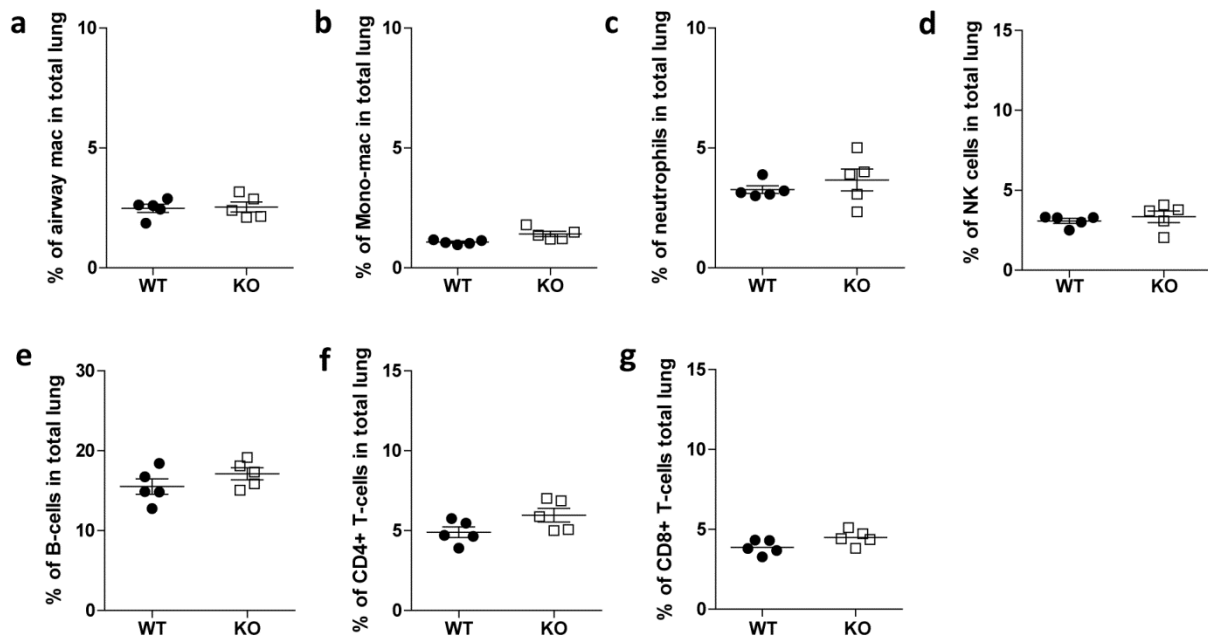 a
% of airway mac in total lung
10
5
0
WT KO
b
% of Mono-mac in total lung
10
5
0
WT KO
c
% of neutrophils in total lung
10
5
0
WT KO
d
% of NK cells in total lung
15
10
5
0
WT KO
e
% of B-cells in total lung
30
20
10
0
WT KO
f
% of CD4+ T-cells in total lung
15
10
5
0
WT KO
g
% of CD8+ T-cells total lung
15
10
5
0
WT KO